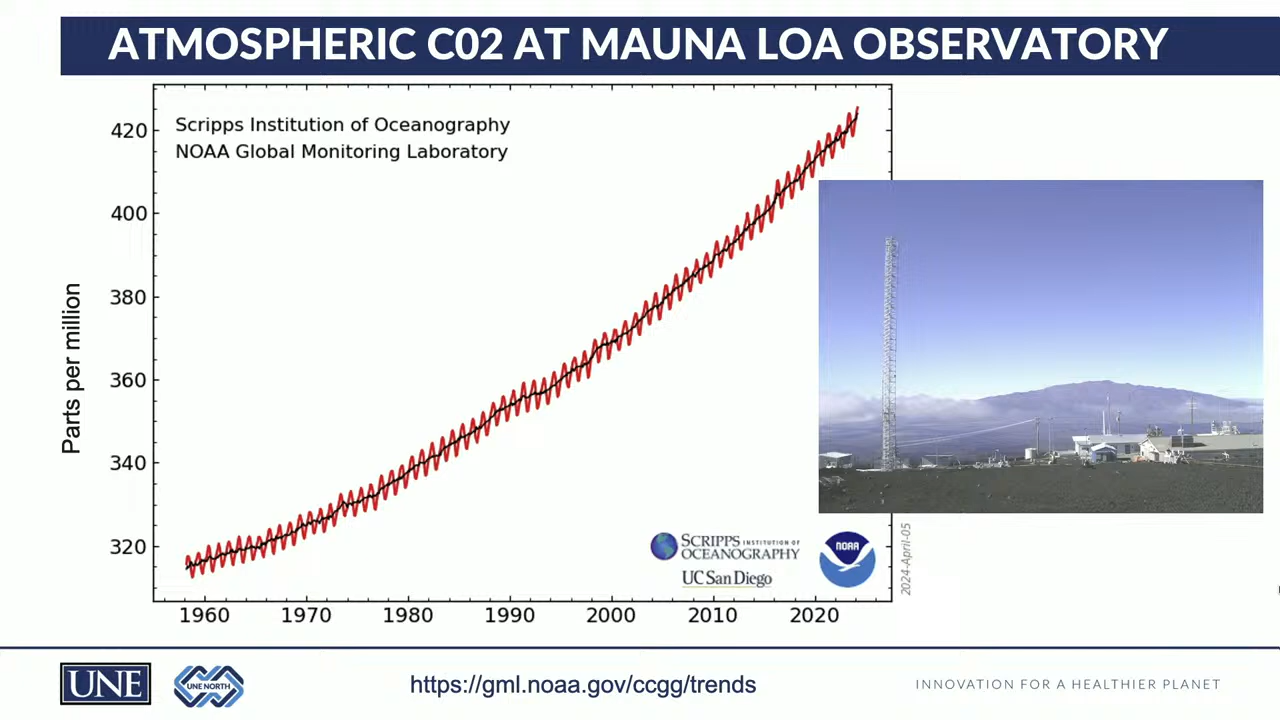 ATMOSPHERIC C02 AT MAUNA LOA OBSERVATORY
Scripps Institution of Oceanography
NOAA Global Monitoring Laboratory
Parts per million
420
400
380
360
340
320
1960 1970 1980 1990 2000 2010 2020
SCRIPPS INSTITUTION OF
OCEANOGRAPHY
UC San Diego
NOAA
2024-April-05
UNE
UNE NORTH
https://gml.noaa.gov/ccgg/trends
INNOVATION FOR A HEALTHIER PLANET